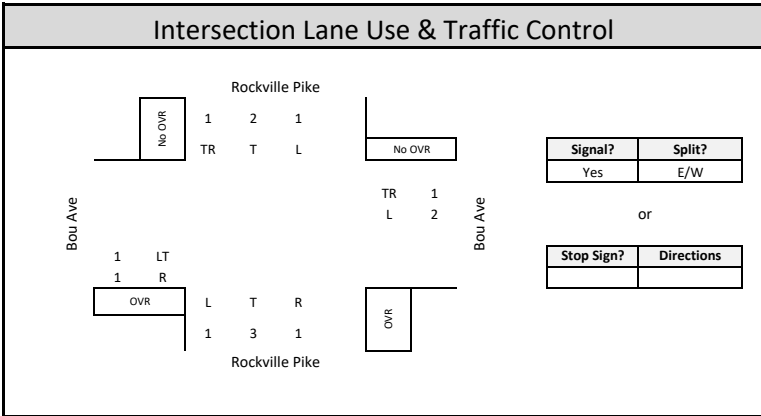 Intersection Lane Use & Traffic Control
Rockville Pike
No OVR
1 2 1
TR T L
No OVR
Signal? Split?
Yes E/W
TR 1
L 2
Bou Ave
Bou Ave
or
1 LT
1 R
Stop Sign? Directions
OVR
L T R
OVR
1 3 1
Rockville Pike